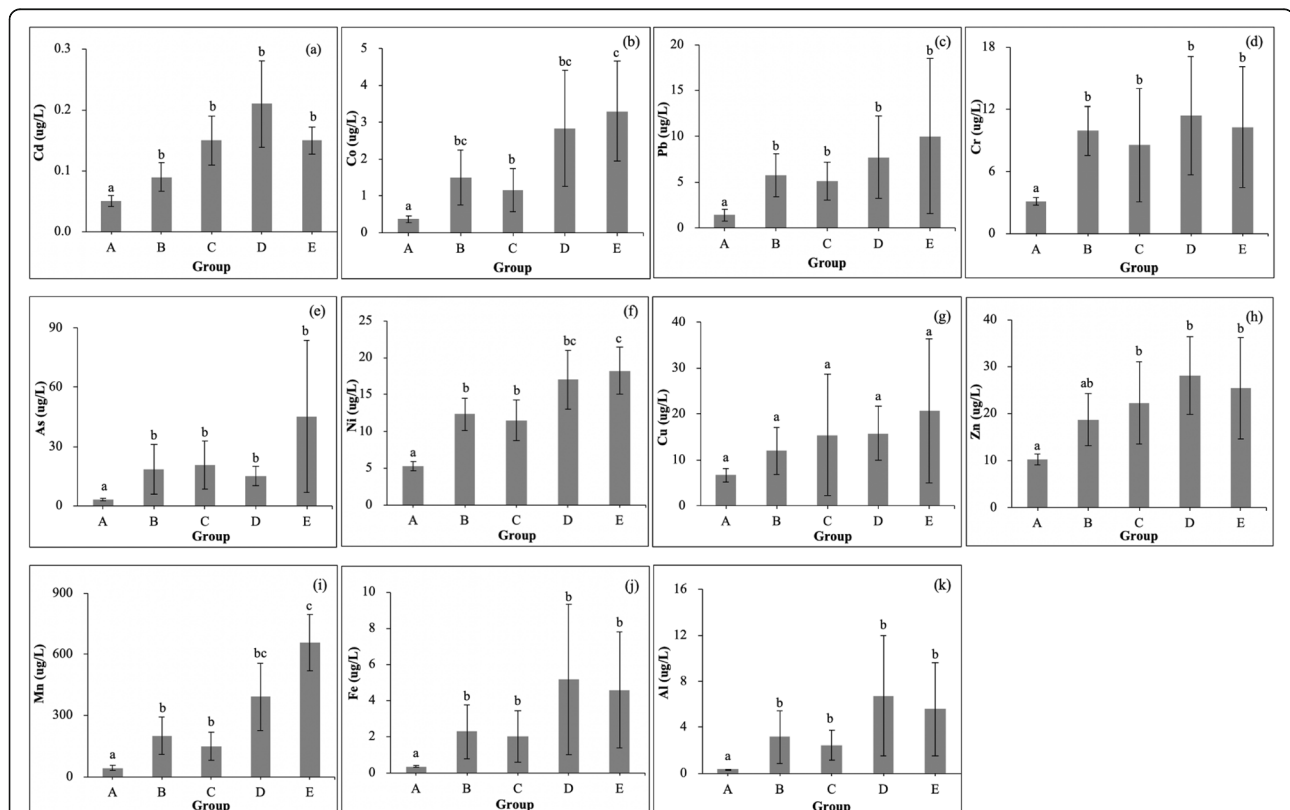 (a)
Cd (ug/L)
0.3
0.2
0.1
0.0
a b b b b
A B C D E
Group
(b)
Co (ug/L)
5
4
3
2
1
0
a bc b bc c
A B C D E
Group
(c)
Pb (ug/L)
20
15
10
5
0
a b b b b
A B C D E
Group
(d)
Cr (ug/L)
18
12
6
0
a b b b b
A B C D E
Group
(e)
As (ug/L)
90
60
30
0
a b b b b
A B C D E
Group
(f)
Ni (ug/L)
25
20
15
10
5
0
a b b bc c
A B C D E
Group
(g)
Cu (ug/L)
40
30
20
10
0
a a a a a
A B C D E
Group
(h)
Zn (ug/L)
40
30
20
10
0
a ab b b b
A B C D E
Group
(i)
Mn (ug/L)
900
600
300
0
a b b bc c
A B C D E
Group
(j)
Fe (ug/L)
10
8
6
4
2
0
a b b b b
A B C D E
Group
(k)
Al (ug/L)
16
12
8
4
0
a b b b b
A B C D E
Group